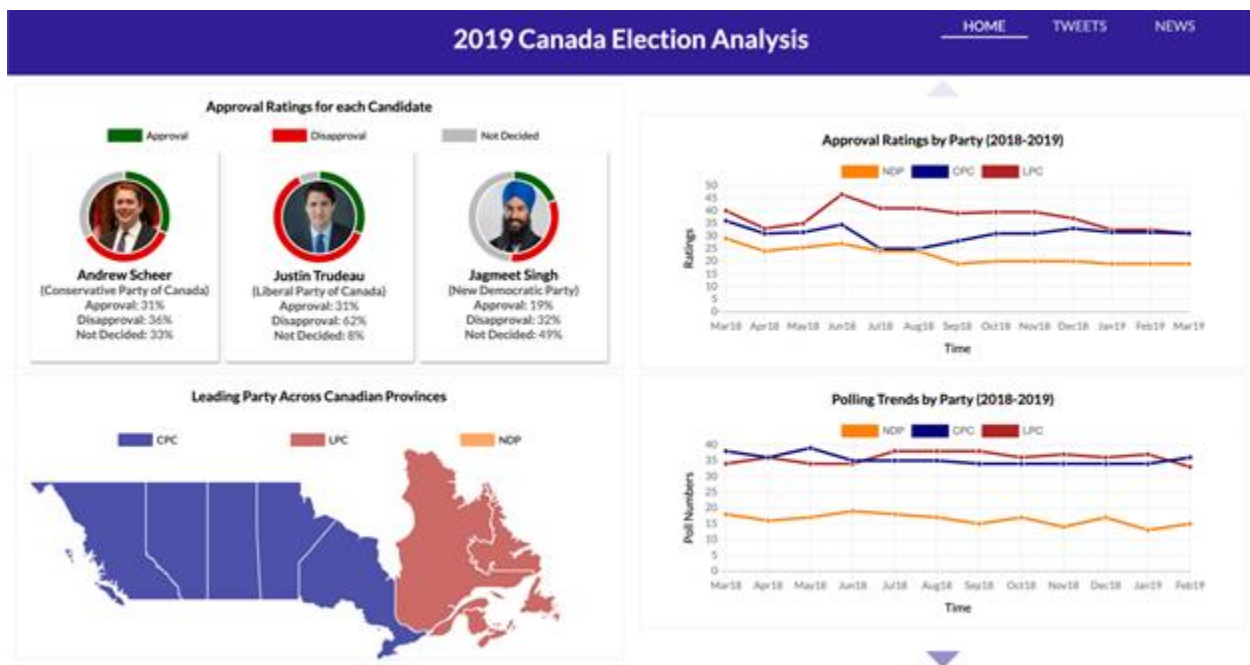 2019 Canada Election Analysis
HOME TWEETS NEWS
Approval Ratings for each Candidate
Approval Disapproval Not Decided
Andrew Scheer
(Conservative Party of Canada)
Approval: 31%
Disapproval: 36%
Not Decided: 33%
Justin Trudeau
(Liberal Party of Canada)
Approval: 31%
Disapproval: 62%
Not Decided: 8%
Jagmeet Singh
(New Democratic Party)
Approval: 19%
Disapproval: 32%
Not Decided: 49%
Leading Party Across Canadian Provinces
CPC LPC NDP
Approval Ratings by Party (2018-2019)
NDP CPC LPC
50
45
40
35
30
25
20
15
10
5
0
Ratings
Mar18 Apr18 May18 Jun18 Jul18 Aug18 Sep18 Oct18 Nov18 Dec18 Jan19 Feb19 Mar19
Time
Polling Trends by Party (2018-2019)
NDP CPC LPC
40
35
30
25
20
15
10
5
0
Poll Numbers
Mar18 Apr18 May18 Jun18 Jul18 Aug18 Sep18 Oct18 Nov18 Dec18 Jan19 Feb19
Time